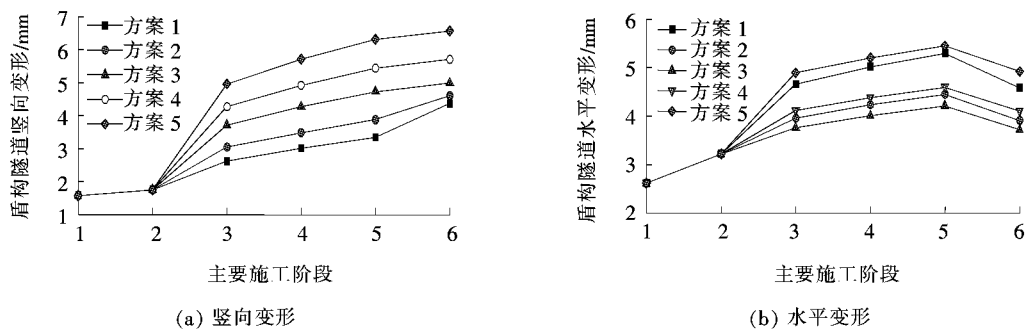 盾构隧道竖向变形/mm
7
6
5
4
3
2
1
方案 1
方案 2
方案 3
方案 4
方案 5
1 2 3 4 5 6
主要施工阶段
(a) 竖向变形
盾构隧道水平变形/mm
6
5
4
3
2
方案 1
方案 2
方案 3
方案 4
方案 5
1 2 3 4 5 6
主要施工阶段
(b) 水平变形